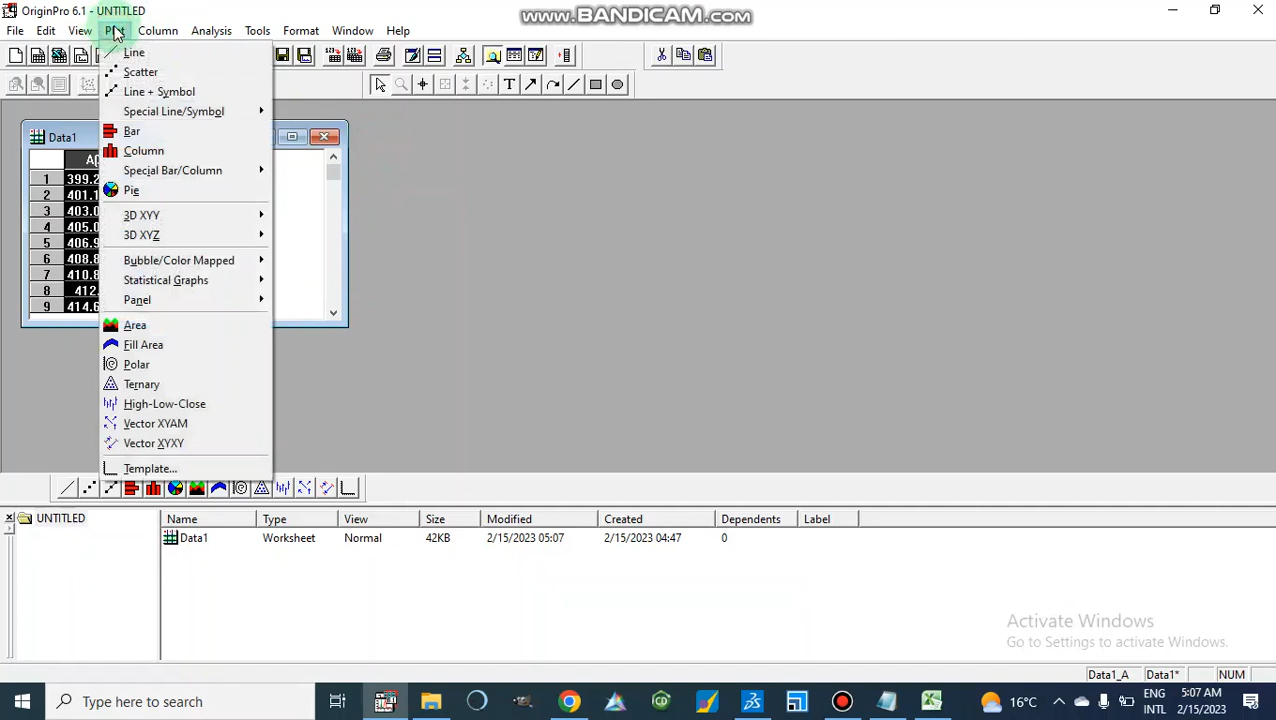 OriginPro 6.1 - UNTITLED
www.BANDICAM.com
File Edit View Plot Column Analysis Tools Format Window Help
Line
Scatter
Line + Symbol
Special Line/Symbol
Bar
Column
Special Bar/Column
Pie
3D XYY
3D XYZ
Bubble/Color Mapped
Statistical Graphs
Panel
Area
Fill Area
Polar
Ternary
High-Low-Close
Vector XYAM
Vector XYXY
Template...
Data1
1 399.2
2 401.1
3 403.0
4 405.0
5 406.9
6 408.8
7 410.8
8 412.
9 414.6
UNTITLED
Name Type View Size Modified Created Dependents Label
Data1 Worksheet Normal 42KB 2/15/2023 05:07 2/15/2023 04:47 0
Activate Windows
Go to Settings to activate Windows.
Data1_A Data1* NUM
Type here to search
16°C
ENG
INTL
5:07 AM
2/15/2023